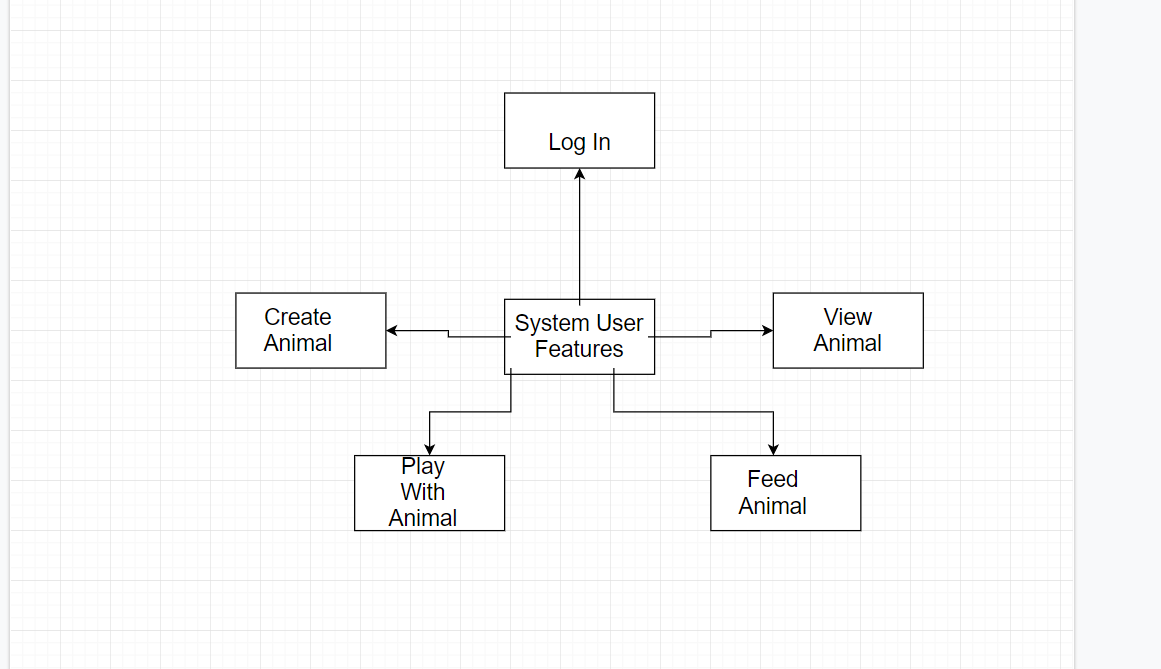 Log In
Create
Animal
System User
Features
View
Animal
Play
With
Animal
Feed
Animal